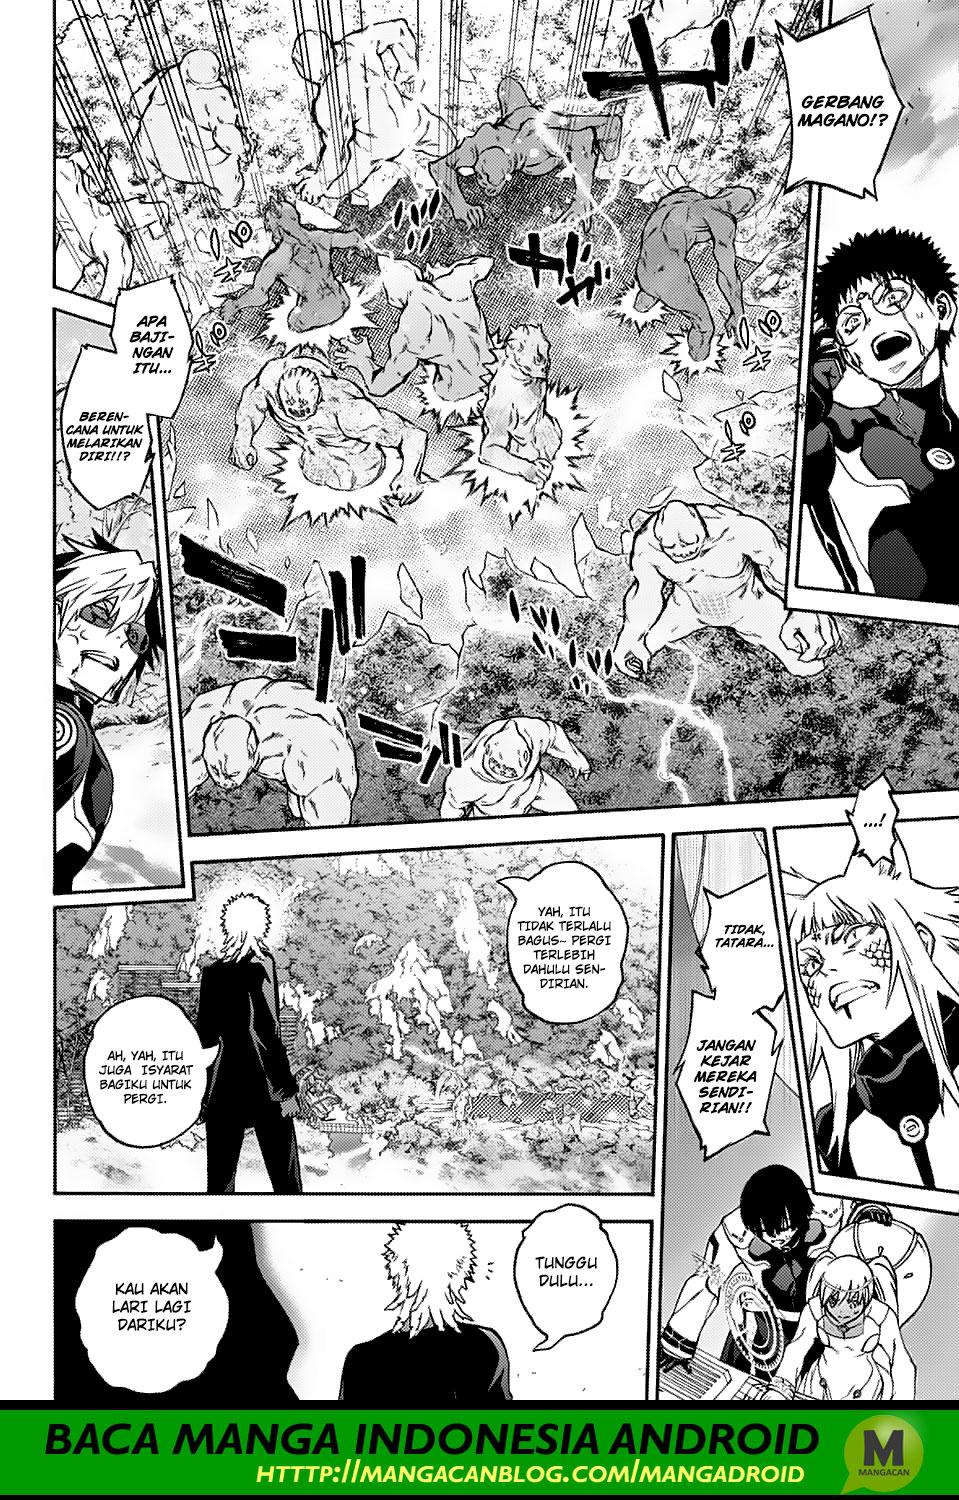 GERBANG
MAGANO!?
APA
BAJI-
NGAN
ITU...
BEREN-
CANA UNTUK
MELARIKAN
DIRI!!?
....!
TIDAK,
TATARA...
JANGAN
KEJAR
MEREKA
SENDI-
RIAN!!
YAH, ITU
TIDAK TERLALU
BAGUS~ PERGI
TERLEBIH
DAHULU SEN-
DIRIAN.
AH, YAH, ITU
JUGA ISYARAT
BAGIKU UNTUK
PERGI.
TUNGGU
DULU...
KAU AKAN
LARI LAGI
DARIKU?
BACA MANGA INDONESIA ANDROID
HTTTP://MANGACANBLOG.COM/MANGADROID
M
MANGACAN